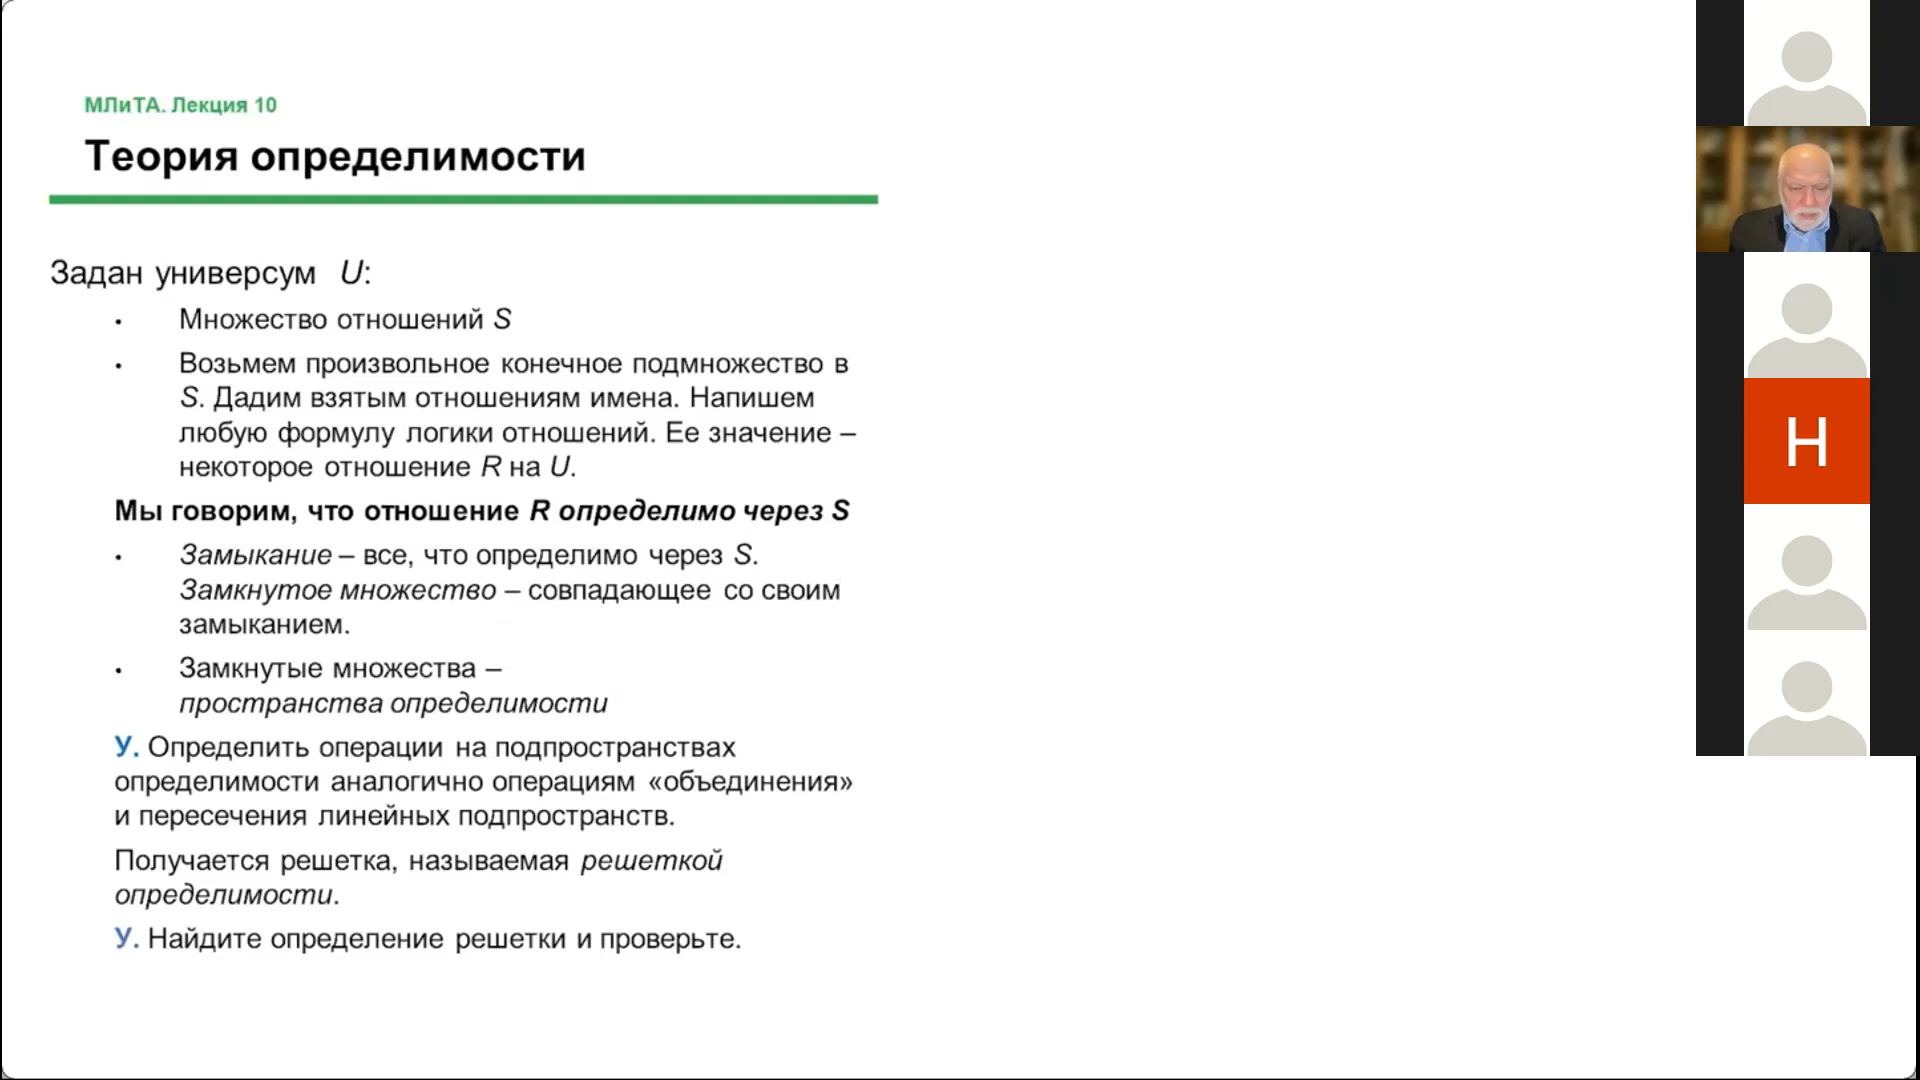 МЛиТА. Лекция 10
Теория определимости
Задан универсум U:
• Множество отношений S
• Возьмем произвольное конечное подмножество в
S. Дадим взятым отношениям имена. Напишем
любую формулу логики отношений. Ее значение –
некоторое отношение R на U.
Мы говорим, что отношение R определимо через S
• Замыкание – все, что определимо через S.
Замкнутое множество – совпадающее со своим
замыканием.
• Замкнутые множества –
пространства определимости
У. Определить операции на подпространствах
определимости аналогично операциям «объединения»
и пересечения линейных подпространств.
Получается решетка, называемая решеткой
определимости.
У. Найдите определение решетки и проверьте.
Н